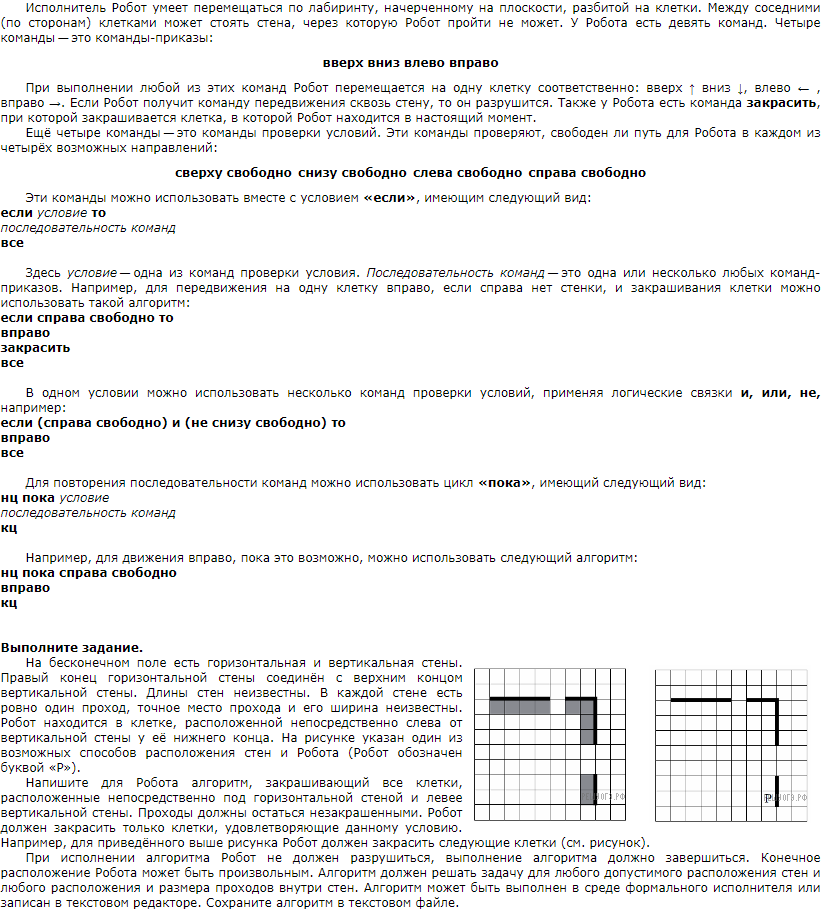 Исполнитель Робот умеет перемещаться по лабиринту, начерченному на плоскости, разбитой на клетки. Между соседними
(по сторонам) клетками может стоять стена, через которую Робот пройти не может. У Робота есть девять команд. Четыре
команды — это команды-приказы:
вверх вниз влево вправо
При выполнении любой из этих команд Робот перемещается на одну клетку соответственно: вверх ↑ вниз ↓, влево ← ,
вправо →. Если Робот получит команду передвижения сквозь стену, то он разрушится. Также у Робота есть команда закрасить,
при которой закрашивается клетка, в которой Робот находится в настоящий момент.
Ещё четыре команды — это команды проверки условий. Эти команды проверяют, свободен ли путь для Робота в каждом из
четырёх возможных направлений:
сверху свободно снизу свободно слева свободно справа свободно
Эти команды можно использовать вместе с условием «если», имеющим следующий вид:
если условие то
последовательность команд
все
Здесь условие — одна из команд проверки условия. Последовательность команд — это одна или несколько любых команд-
приказов. Например, для передвижения на одну клетку вправо, если справа нет стенки, и закрашивания клетки можно
использовать такой алгоритм:
если справа свободно то
вправо
закрасить
все
В одном условии можно использовать несколько команд проверки условий, применяя логические связки и, или, не,
например:
если (справа свободно) и (не снизу свободно) то
вправо
все
Для повторения последовательности команд можно использовать цикл «пока», имеющий следующий вид:
нц пока условие
последовательность команд
кц
Например, для движения вправо, пока это возможно, можно использовать следующий алгоритм:
нц пока справа свободно
вправо
кц
Выполните задание.
На бесконечном поле есть горизонтальная и вертикальная стены.
Правый конец горизонтальной стены соединён с верхним концом
вертикальной стены. Длины стен неизвестны. В каждой стене есть
ровно один проход, точное место прохода и его ширина неизвестны.
Робот находится в клетке, расположенной непосредственно слева от
вертикальной стены у её нижнего конца. На рисунке указан один из
возможных способов расположения стен и Робота (Робот обозначен
буквой «Р»).
Напишите для Робота алгоритм, закрашивающий все клетки,
расположенные непосредственно под горизонтальной стеной и левее
вертикальной стены. Проходы должны остаться незакрашенными. Робот
должен закрасить только клетки, удовлетворяющие данному условию.
Например, для приведённого выше рисунка Робот должен закрасить следующие клетки (см. рисунок).
При исполнении алгоритма Робот не должен разрушиться, выполнение алгоритма должно завершиться. Конечное
расположение Робота может быть произвольным. Алгоритм должен решать задачу для любого допустимого расположения стен и
любого расположения и размера проходов внутри стен. Алгоритм может быть выполнен в среде формального исполнителя или
записан в текстовом редакторе. Сохраните алгоритм в текстовом файле.
Р